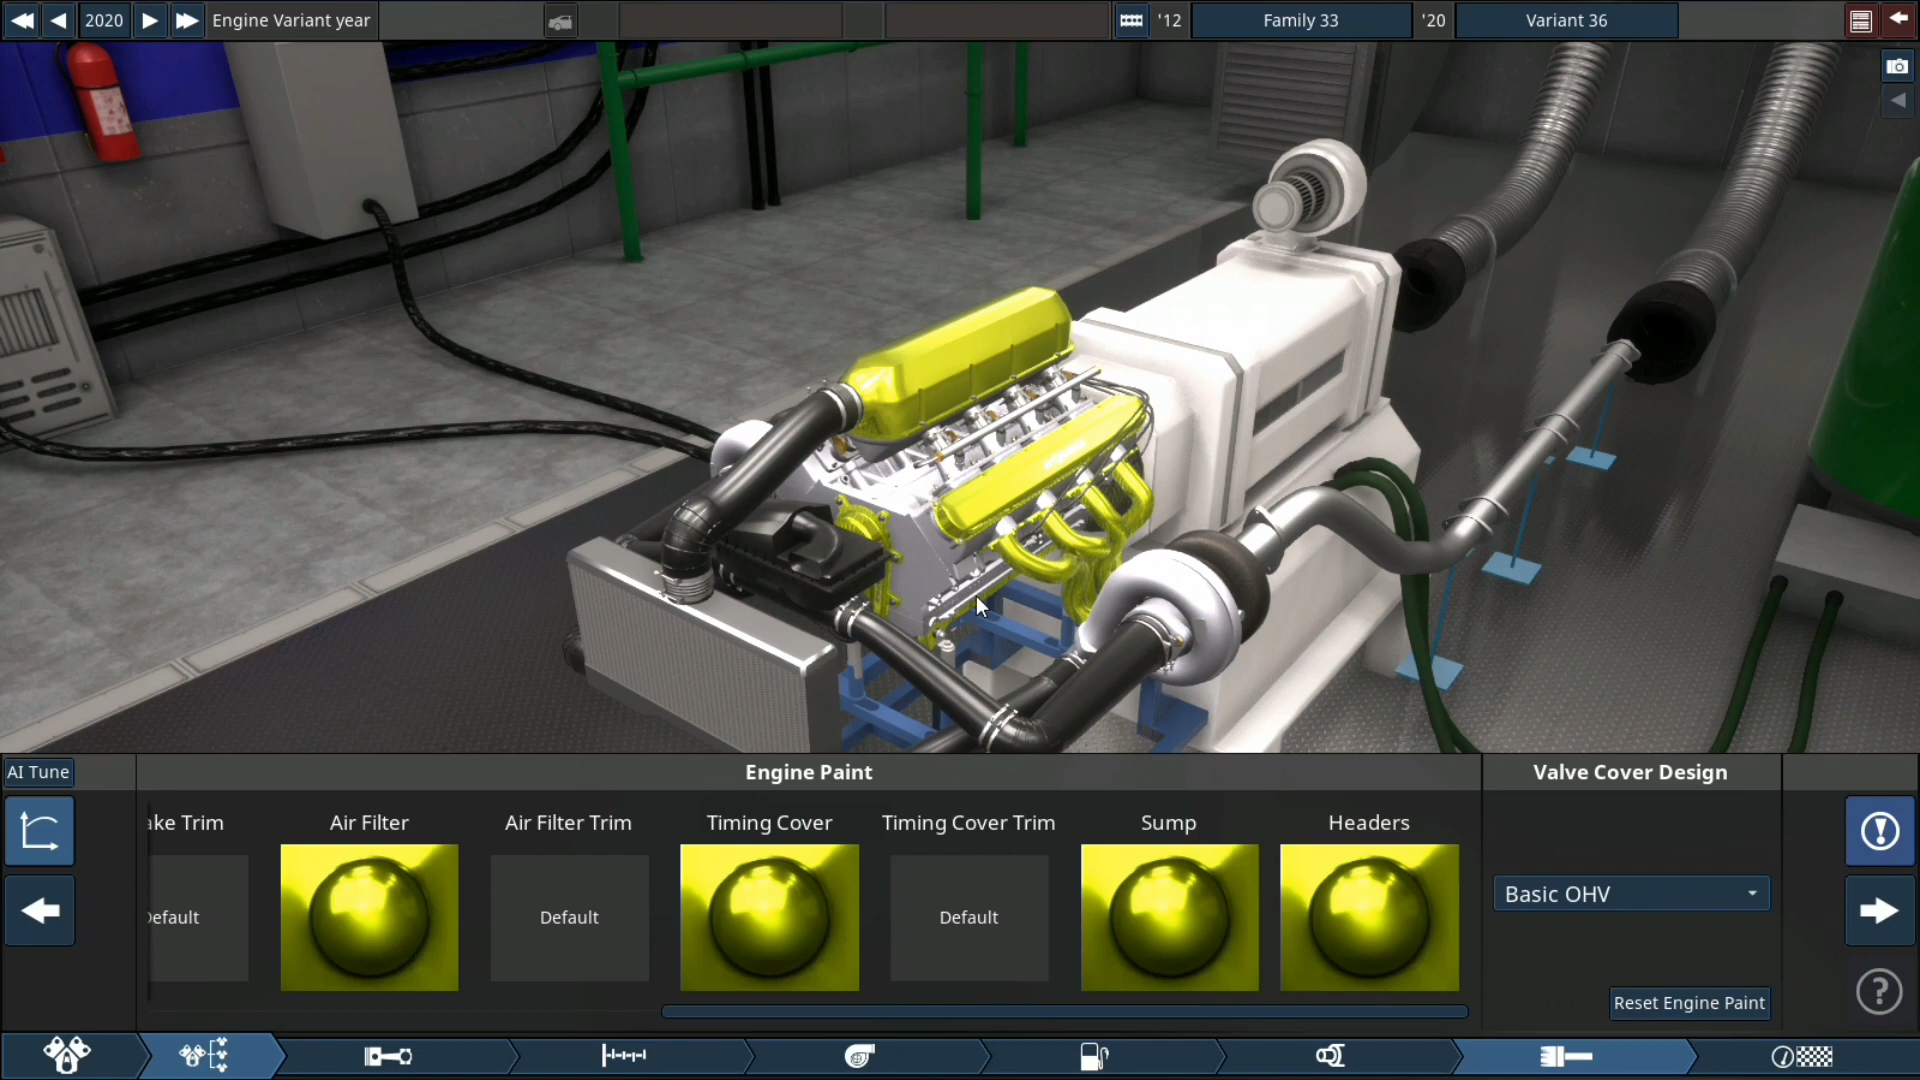 2020 Engine Variant year '12 Family 33 '20 Variant 36
AI Tune Engine Paint Valve Cover Design
ake Trim Air Filter Air Filter Trim Timing Cover Timing Cover Trim Sump Headers
Default Default Default
Basic OHV
Reset Engine Paint